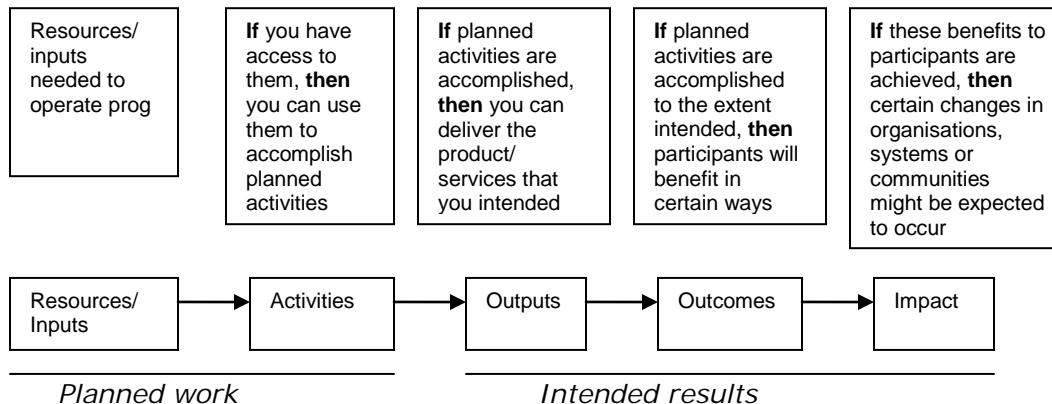 Resources/
inputs
needed to
operate prog
If you have
access to
them, then
you can use
them to
accomplish
planned
activities
If planned
activities are
accomplished,
then you can
deliver the
product/
services that
you intended
If planned
activities are
accomplished
to the extent
intended, then
participants will
benefit in
certain ways
If these benefits to
participants are
achieved, then
certain changes in
organisations,
systems or
communities
might be expected
to occur
Resources/
Inputs
Activities
Outputs
Outcomes
Impact
Planned work
Intended results